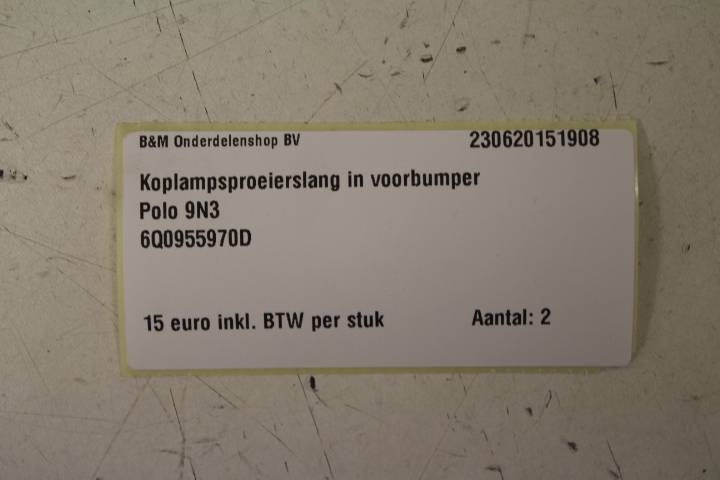 B&M Onderdelenshop BV 230620151908
Koplampsproeierslang in voorbumper
Polo 9N3
6Q0955970D
15 euro inkl. BTW per stuk Aantal: 2